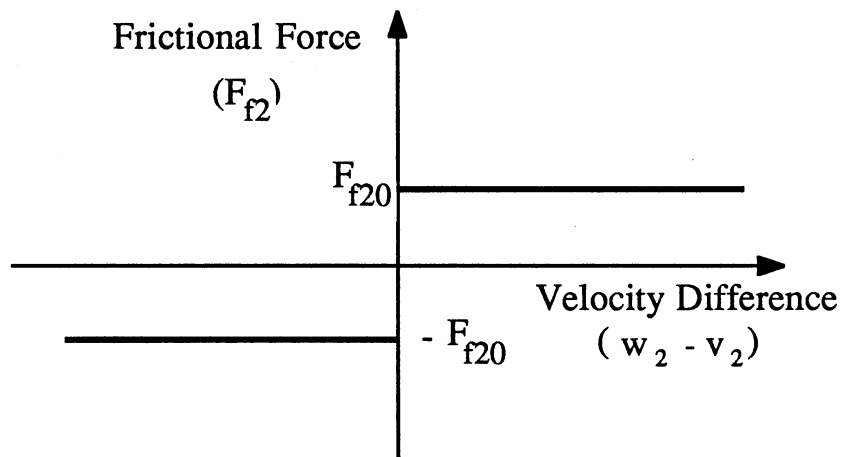 Frictional Force
(F_f2)
F_f20
Velocity Difference
- F_f20
( w_2 - v_2)